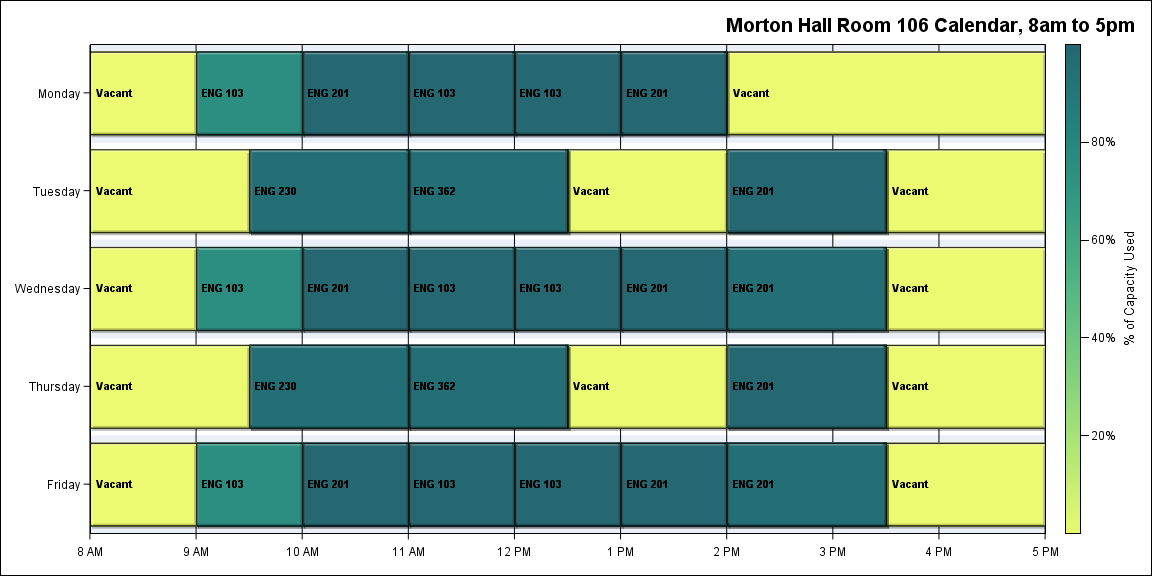 Morton Hall Room 106 Calendar, 8am to 5pm
Monday
Vacant
ENG 103
ENG 201
ENG 103
ENG 103
ENG 201
Vacant
Tuesday
Vacant
ENG 230
ENG 362
Vacant
ENG 201
Vacant
Wednesday
Vacant
ENG 103
ENG 201
ENG 103
ENG 103
ENG 201
ENG 201
Vacant
Thursday
Vacant
ENG 230
ENG 362
Vacant
ENG 201
Vacant
Friday
Vacant
ENG 103
ENG 201
ENG 103
ENG 103
ENG 201
ENG 201
Vacant
8 AM
9 AM
10 AM
11 AM
12 PM
1 PM
2 PM
3 PM
4 PM
5 PM
80%
60%
40%
20%
% of Capacity Used